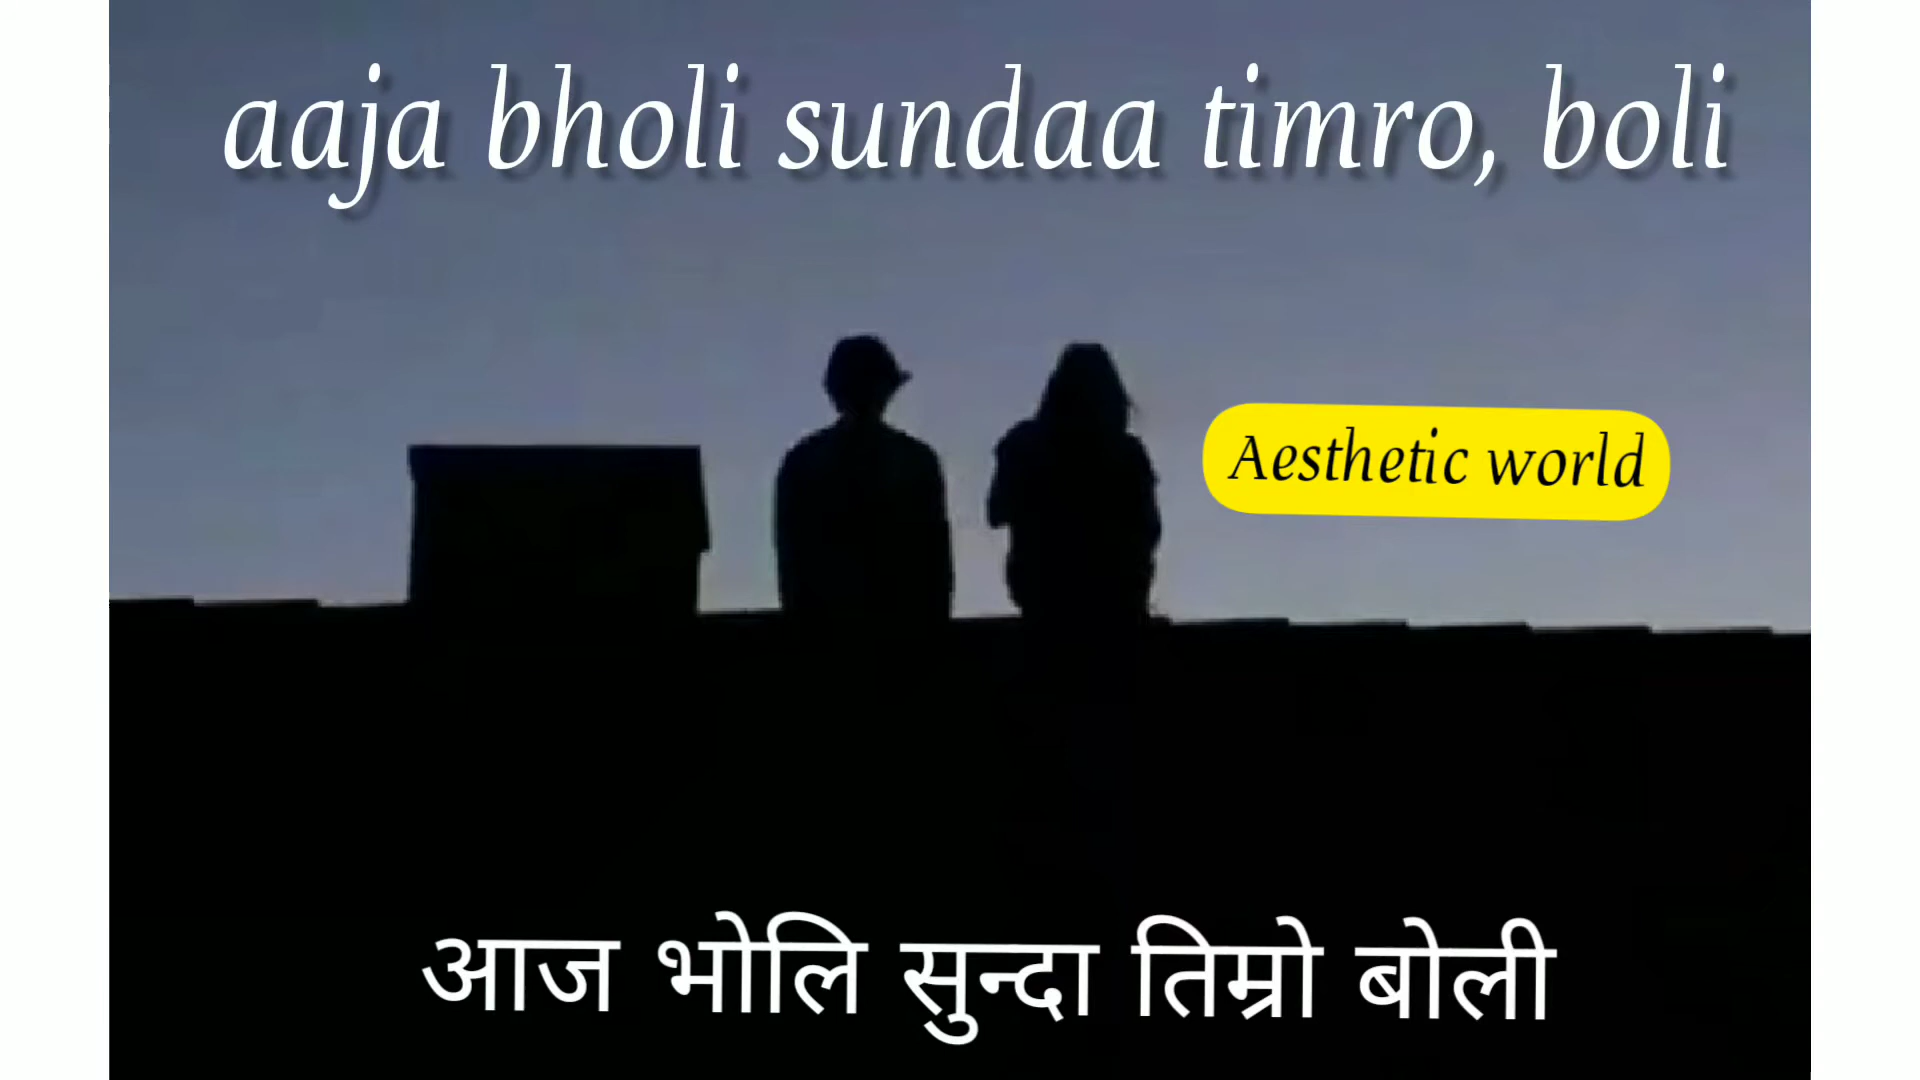 aaja bholi sundaa timro, boli
Aesthetic world
आज भोलि सुन्दा तिम्रो बोली